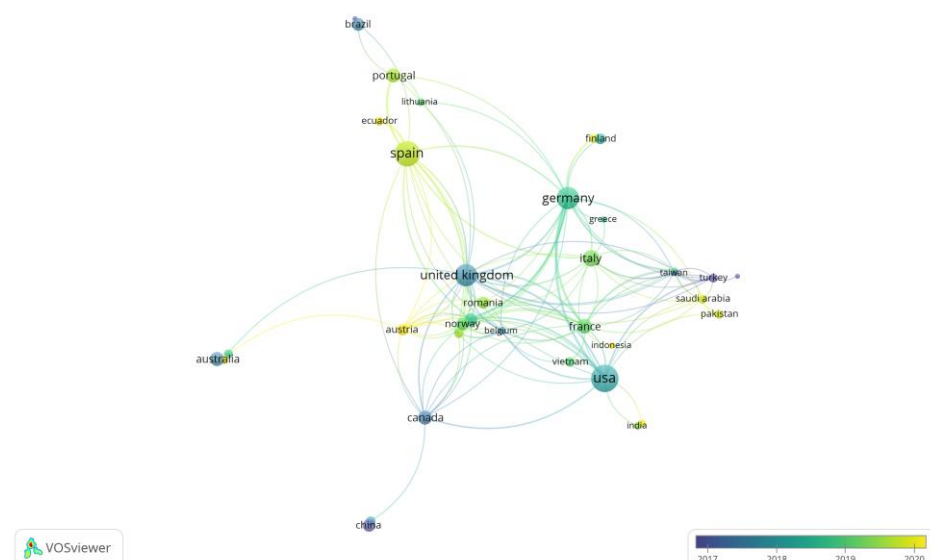 brazil
portugal
lithuania
ecuador
finland
spain
germany
greece
italy
united kingdom
taiwan
turkey
romania
saudi arabia
pakistan
norway
belgium
france
austria
indonesia
australia
vietnam
usa
canada
india
china
VOSviewer
2017 2018 2019 2020